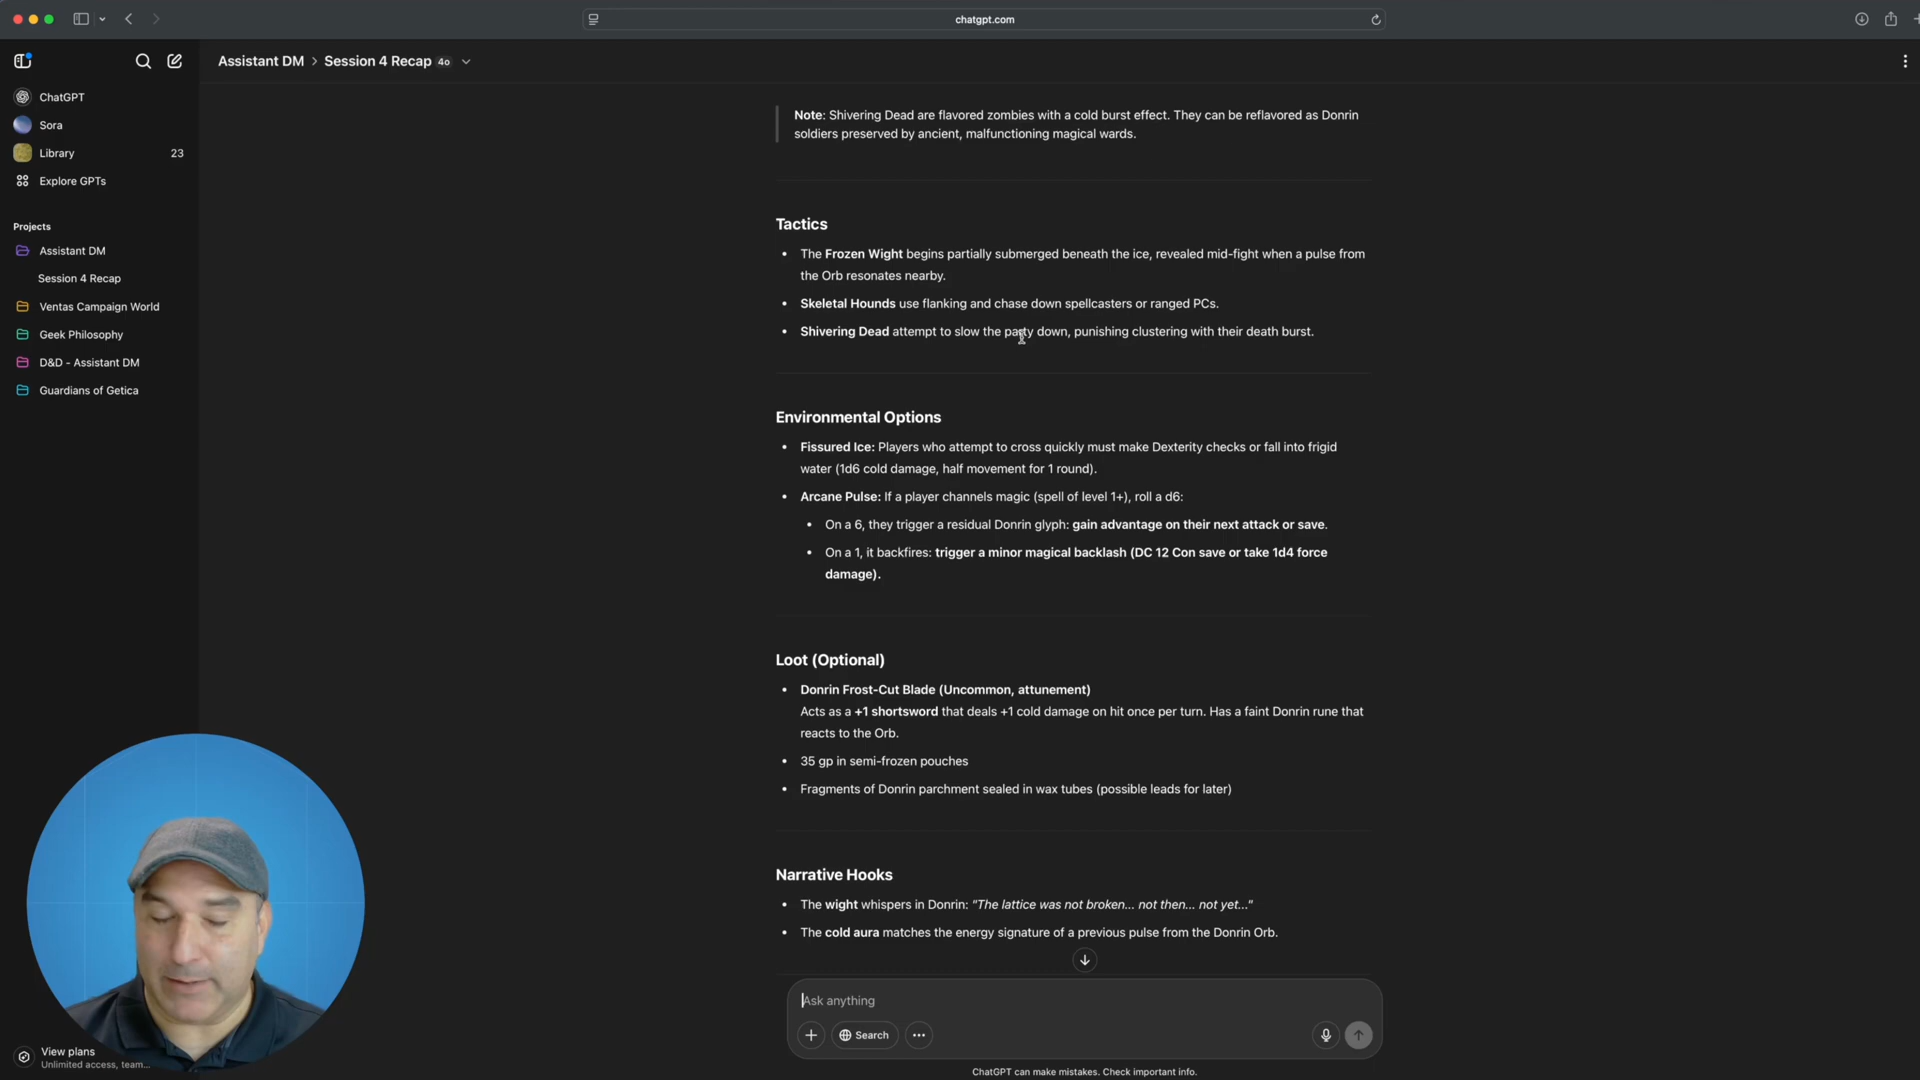 chatgpt.com
Assistant DM > Session 4 Recap 4o
ChatGPT
Sora
Library 23
Explore GPTs
Projects
Assistant DM
Session 4 Recap
Ventas Campaign World
Geek Philosophy
D&D - Assistant DM
Guardians of Getica
View plans
Unlimited access, team...
Note: Shivering Dead are flavored zombies with a cold burst effect. They can be reflavored as Donrin
soldiers preserved by ancient, malfunctioning magical wards.
Tactics
• The Frozen Wight begins partially submerged beneath the ice, revealed mid-fight when a pulse from
the Orb resonates nearby.
• Skeletal Hounds use flanking and chase down spellcasters or ranged PCs.
• Shivering Dead attempt to slow the party down, punishing clustering with their death burst.
Environmental Options
• Fissured Ice: Players who attempt to cross quickly must make Dexterity checks or fall into frigid
water (1d6 cold damage, half movement for 1 round).
• Arcane Pulse: If a player channels magic (spell of level 1+), roll a d6:
• On a 6, they trigger a residual Donrin glyph: gain advantage on their next attack or save.
• On a 1, it backfires: trigger a minor magical backlash (DC 12 Con save or take 1d4 force
damage).
Loot (Optional)
• Donrin Frost-Cut Blade (Uncommon, attunement)
Acts as a +1 shortsword that deals +1 cold damage on hit once per turn. Has a faint Donrin rune that
reacts to the Orb.
• 35 gp in semi-frozen pouches
• Fragments of Donrin parchment sealed in wax tubes (possible leads for later)
Narrative Hooks
• The wight whispers in Donrin: "The lattice was not broken... not then... not yet..."
• The cold aura matches the energy signature of a previous pulse from the Donrin Orb.
Ask anything
Search
ChatGPT can make mistakes. Check important info.